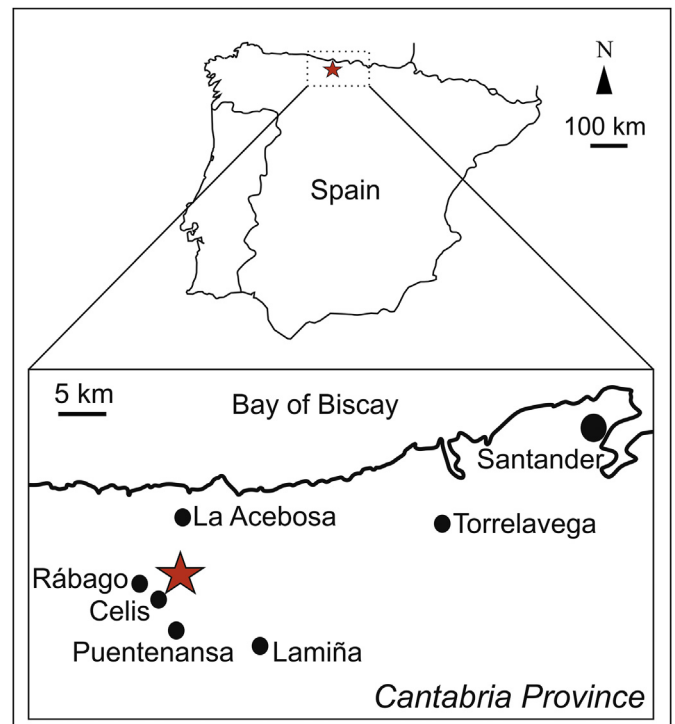 N
100 km
Spain
5 km
Bay of Biscay
Santander
La Acebosa
Torrelavega
Rábago
Celis
Puentenansa
Lamiña
Cantabria Province